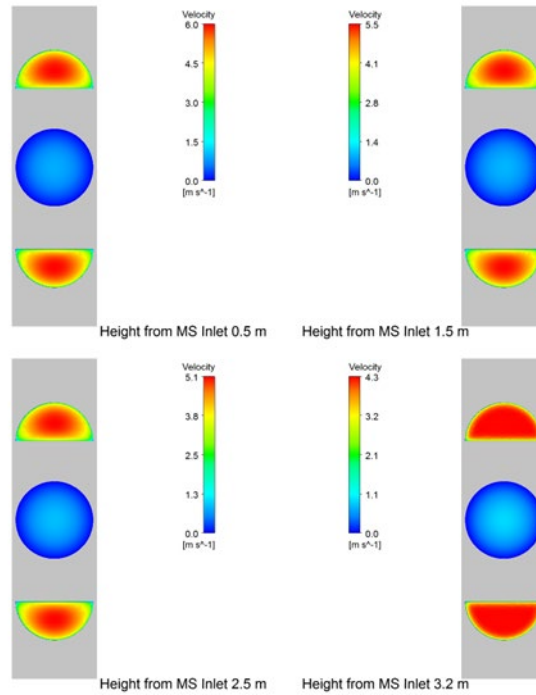 Velocity
6.0
4.5
3.0
1.5
0.0
[m s^-1]
Height from MS Inlet 0.5 m
Velocity
5.5
4.1
2.8
1.4
0.0
[m s^-1]
Height from MS Inlet 1.5 m
Velocity
5.1
3.8
2.5
1.3
0.0
[m s^-1]
Height from MS Inlet 2.5 m
Velocity
4.3
3.2
2.2
1.1
0.0
[m s^-1]
Height from MS Inlet 3.2 m